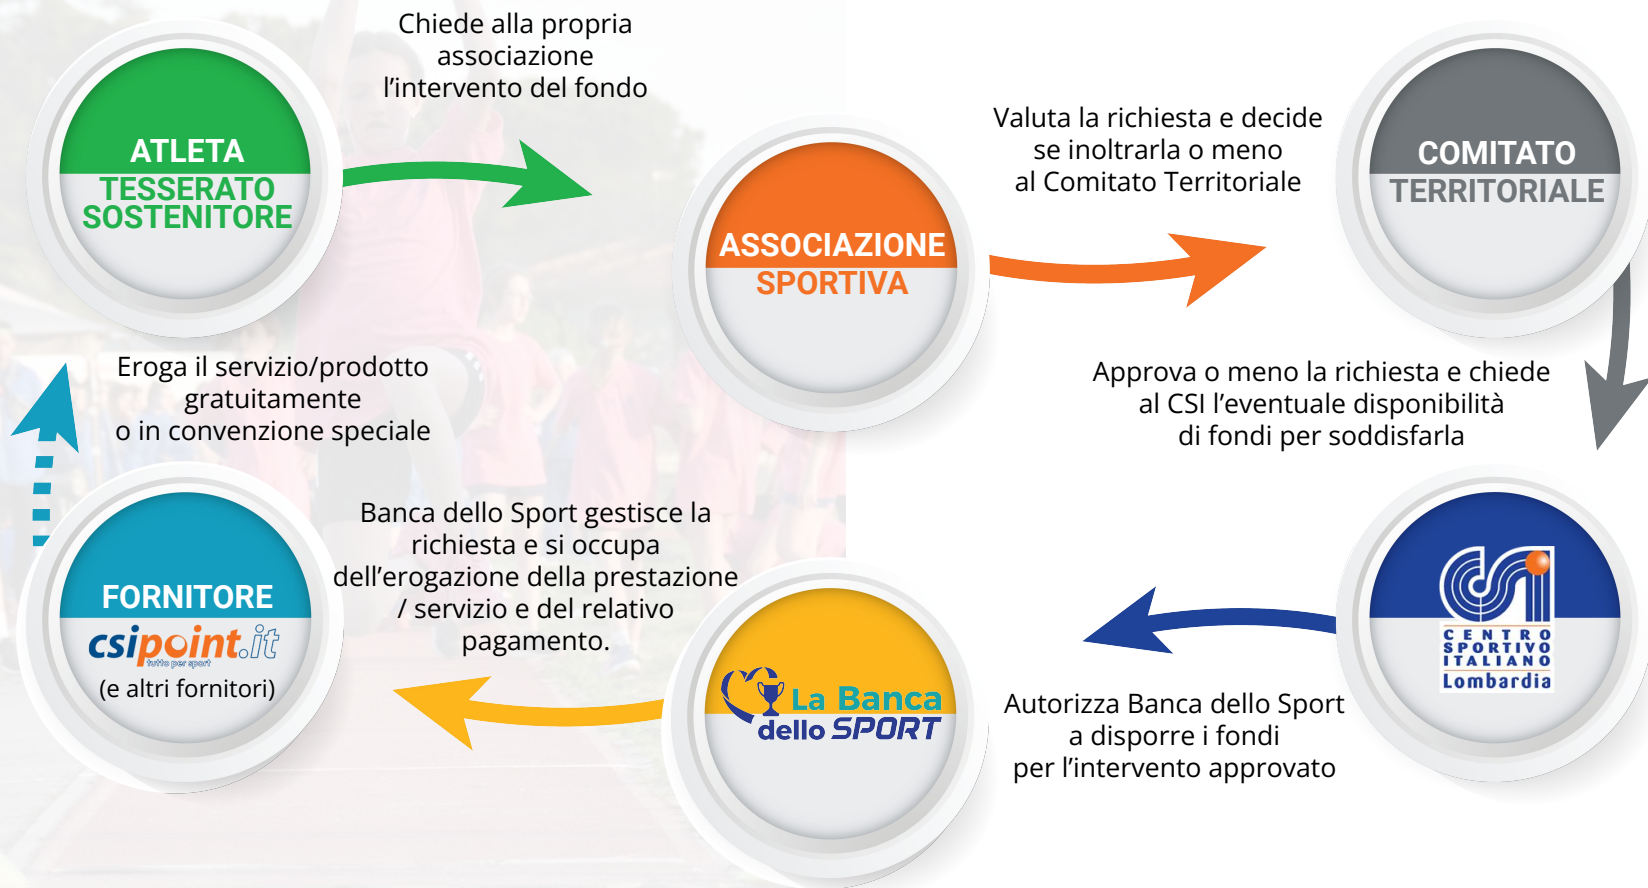 Chiede alla propria
associazione
l’intervento del fondo
ATLETA
TESSERATO
SOSTENITORE
Valuta la richiesta e decide
se inoltrarla o meno
al Comitato Territoriale
ASSOCIAZIONE
SPORTIVA
COMITATO
TERRITORIALE
Approva o meno la richiesta e chiede
al CSI l’eventuale disponibilità
di fondi per soddisfarla
CSI
CENTRO
SPORTIVO
ITALIANO
Lombardia
Autorizza Banca dello Sport
a disporre i fondi
per l’intervento approvato
La Banca
dello SPORT
Banca dello Sport gestisce la
richiesta e si occupa
dell’erogazione della prestazione
/ servizio e del relativo
pagamento.
FORNITORE
csipoint.it
tutto per sport
(e altri fornitori)
Eroga il servizio/prodotto
gratuitamente
o in convenzione speciale